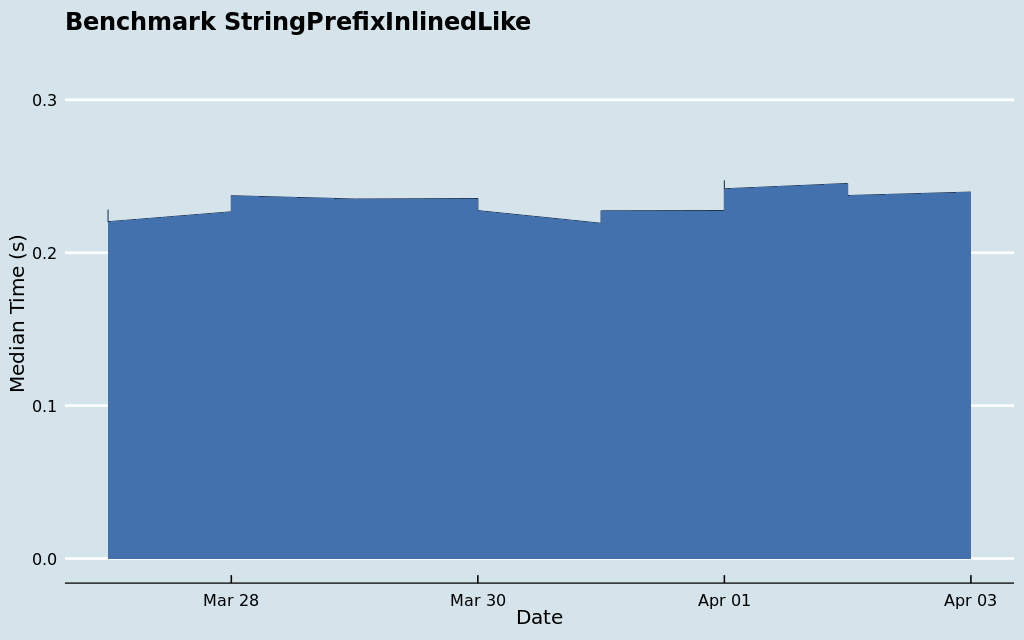 Benchmark StringPrefixInlinedLike
0.3
0.2
0.1
0.0
Median Time (s)
Mar 28 Mar 30 Apr 01 Apr 03
Date